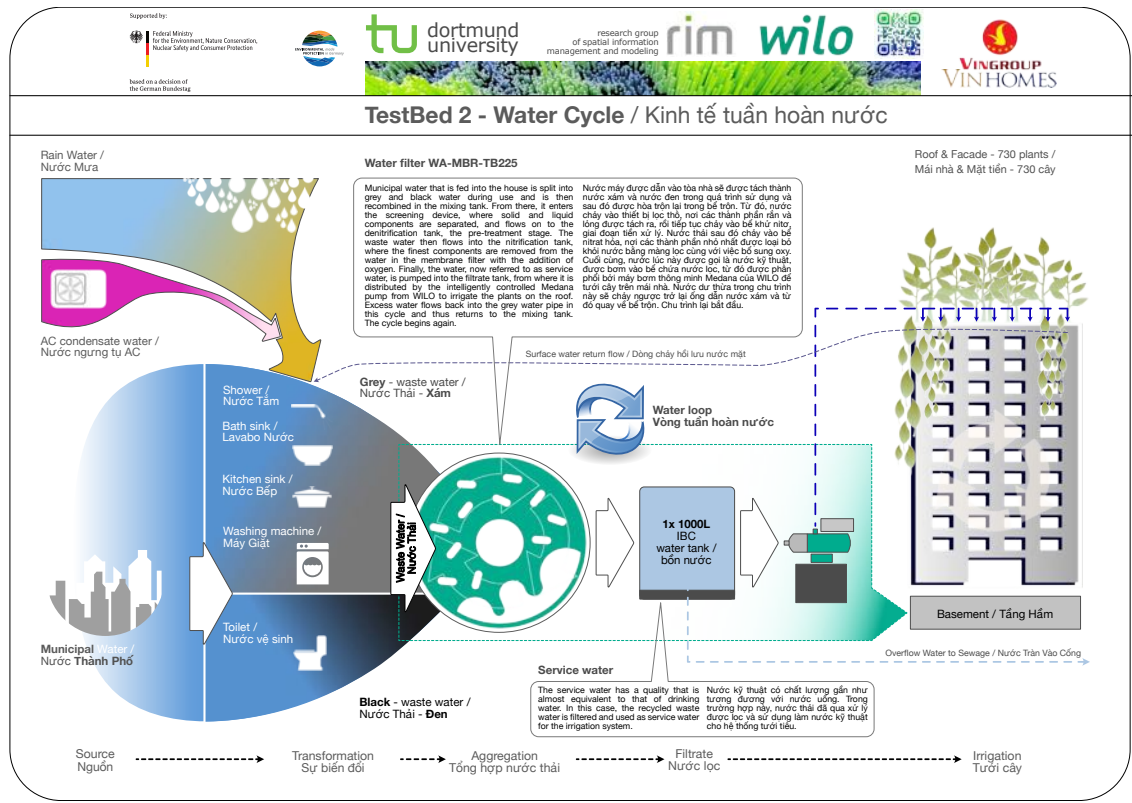 Supported by:
Federal Ministry
for the Environment, Nature Conservation,
Nuclear Safety and Consumer Protection
based on a decision of
the German Bundestag
tu dortmund
university
research group
of spatial information
management and modeling
rim
wilo
VINGROUP
VINHOMES
TestBed 2 - Water Cycle / Kinh tế tuần hoàn nước
Rain Water /
Nước Mưa
AC condensate water /
Nước ngưng tụ AC
Water filter WA-MBR-TB225
Municipal water that is fed into the house is split into
grey and black water during use and is then
recombined in the mixing tank. From there, it enters
the screening device, where solid and liquid
components are separated, and flows on to the
denitrification tank, the pre-treatment stage. The
waste water then flows into the nitrification tank,
where the finest components are removed from the
water in the membrane filter with the addition of
oxygen. Finally, the water, now referred to as service
water, is pumped into the filtrate tank, from where it is
distributed by the intelligently controlled Medana
pump from WILO to irrigate the plants on the roof.
Excess water flows back into the grey water pipe in
this cycle and thus returns to the mixing tank.
The cycle begins again.
Nước máy được dẫn vào tòa nhà sẽ được tách thành
nước xám và nước đen trong quá trình sử dụng và
sau đó được hòa trộn lại trong bể trộn. Từ đó, nước
chảy vào thiết bị lọc thô, nơi các thành phần rắn và
lỏng được tách ra, rồi tiếp tục chảy vào bể khử nitơ,
giai đoạn tiền xử lý. Nước thải sau đó chảy vào bể
nitrat hóa, nơi các thành phần nhỏ nhất được loại bỏ
khỏi nước bằng màng lọc cùng với việc bổ sung oxy.
Cuối cùng, nước lúc này được gọi là nước kỹ thuật,
được bơm vào bể chứa nước lọc, từ đó được phân
phối bởi máy bơm thông minh Medana của WILO để
tưới cây trên mái nhà. Nước dư thừa trong chu trình
này sẽ chảy ngược trở lại ống dẫn nước xám và từ
đó quay về bể trộn. Chu trình lại bắt đầu.
Roof & Facade - 730 plants /
Mái nhà & Mặt tiền - 730 cây
Surface water return flow / Dòng chảy hồi lưu nước mặt
Grey - waste water /
Nước Thải - Xám
Water loop
Vòng tuần hoàn nước
Shower /
Nước Tắm
Bath sink /
Lavabo Nước
Kitchen sink /
Nước Bếp
Washing machine /
Máy Giặt
Toilet /
Nước vệ sinh
Municipal Water /
Nước Thành Phố
Waste Water /
Nước Thải
1x 1000L
IBC
water tank /
bồn nước
Basement / Tầng Hầm
Overflow Water to Sewage / Nước Tràn Vào Cống
Black - waste water /
Nước Thải - Đen
Service water
The service water has a quality that is
almost equivalent to that of drinking
water. In this case, the recycled waste
water is filtered and used as service water
for the irrigation system.
Nước kỹ thuật có chất lượng gần như
tương đương với nước uống. Trong
trường hợp này, nước thải đã qua xử lý
được lọc và sử dụng làm nước kỹ thuật
cho hệ thống tưới tiêu.
Source
Nguồn
Transformation
Sự biến đổi
Aggregation
Tổng hợp nước thải
Filtrate
Nước lọc
Irrigation
Tưới cây